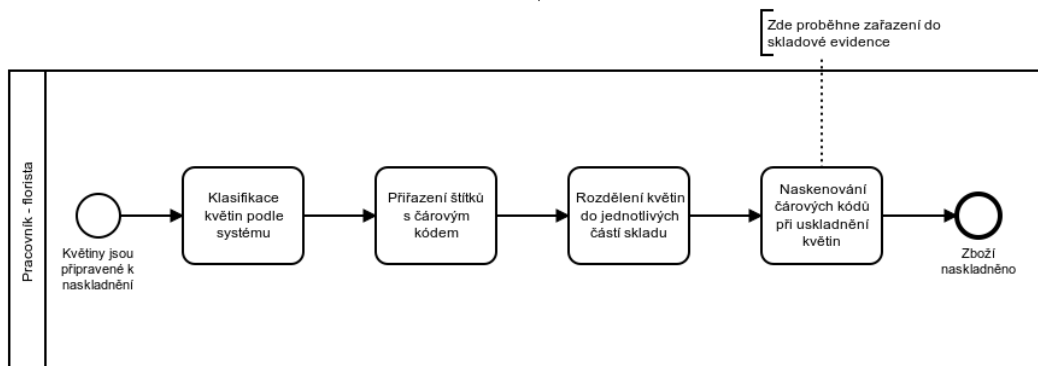 Zde proběhne zařazení do
skladové evidence
Pracovník - florista
Květiny jsou
připravené k
naskladnění
Klasifikace
květin podle
systému
Přiřazení štítků
s čárovým
kódem
Rozdělení květin
do jednotlivých
částí skladu
Naskenování
čárových kódů
při uskladnění
květin
Zboží
naskladněno